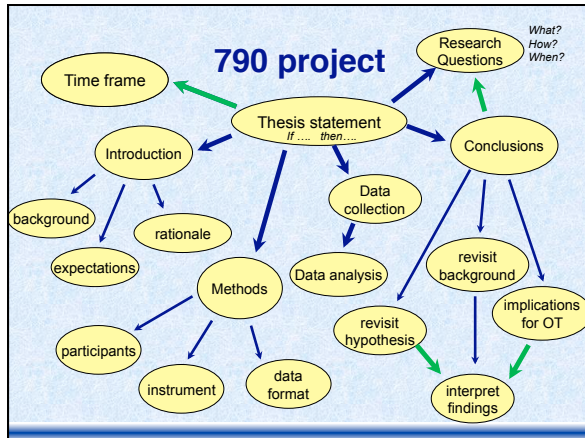 790 project
Research
Questions
What?
How?
When?
Time frame
Thesis statement
If .... then....
Introduction
Conclusions
background
rationale
expectations
Data
collection
Data analysis
Methods
revisit
background
revisit
hypothesis
implications
for OT
participants
instrument
data
format
interpret
findings